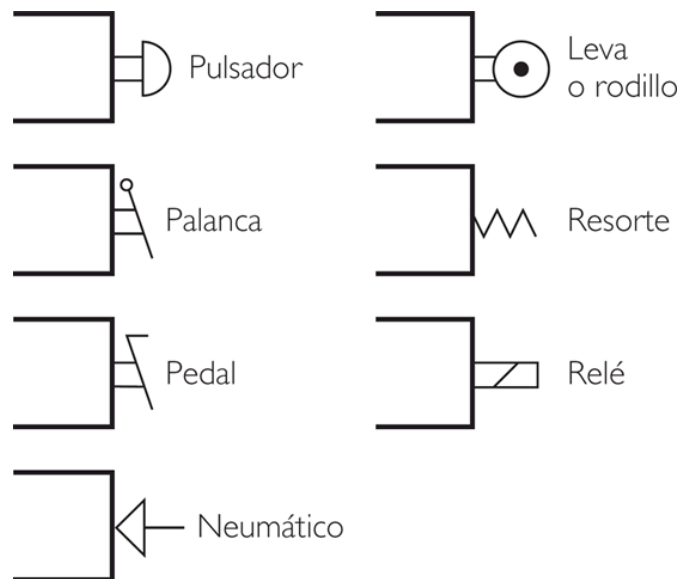 Pulsador
Leva
o rodillo
Palanca
Resorte
Pedal
Relé
Neumático